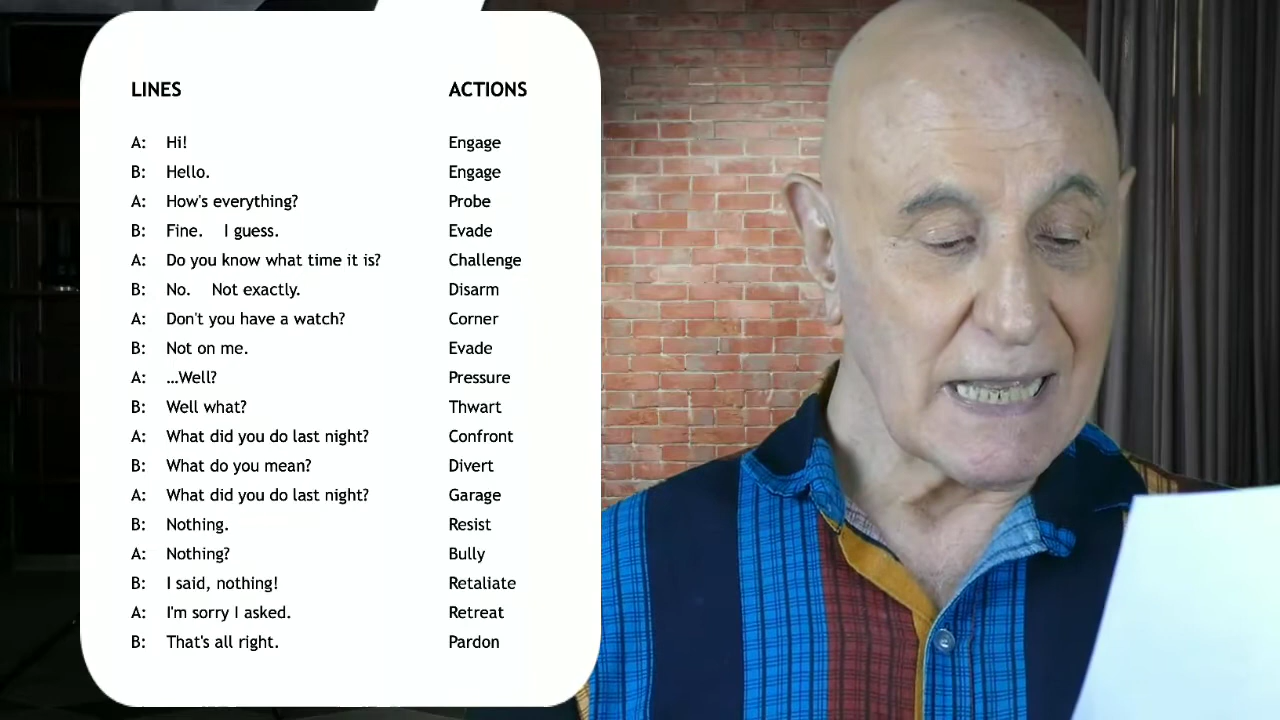 LINES ACTIONS
A: Hi! Engage
B: Hello. Engage
A: How's everything? Probe
B: Fine. I guess. Evade
A: Do you know what time it is? Challenge
B: No. Not exactly. Disarm
A: Don't you have a watch? Corner
B: Not on me. Evade
A: ...Well? Pressure
B: Well what? Thwart
A: What did you do last night? Confront
B: What do you mean? Divert
A: What did you do last night? Garage
B: Nothing. Resist
A: Nothing? Bully
B: I said, nothing! Retaliate
A: I'm sorry I asked. Retreat
B: That's all right. Pardon